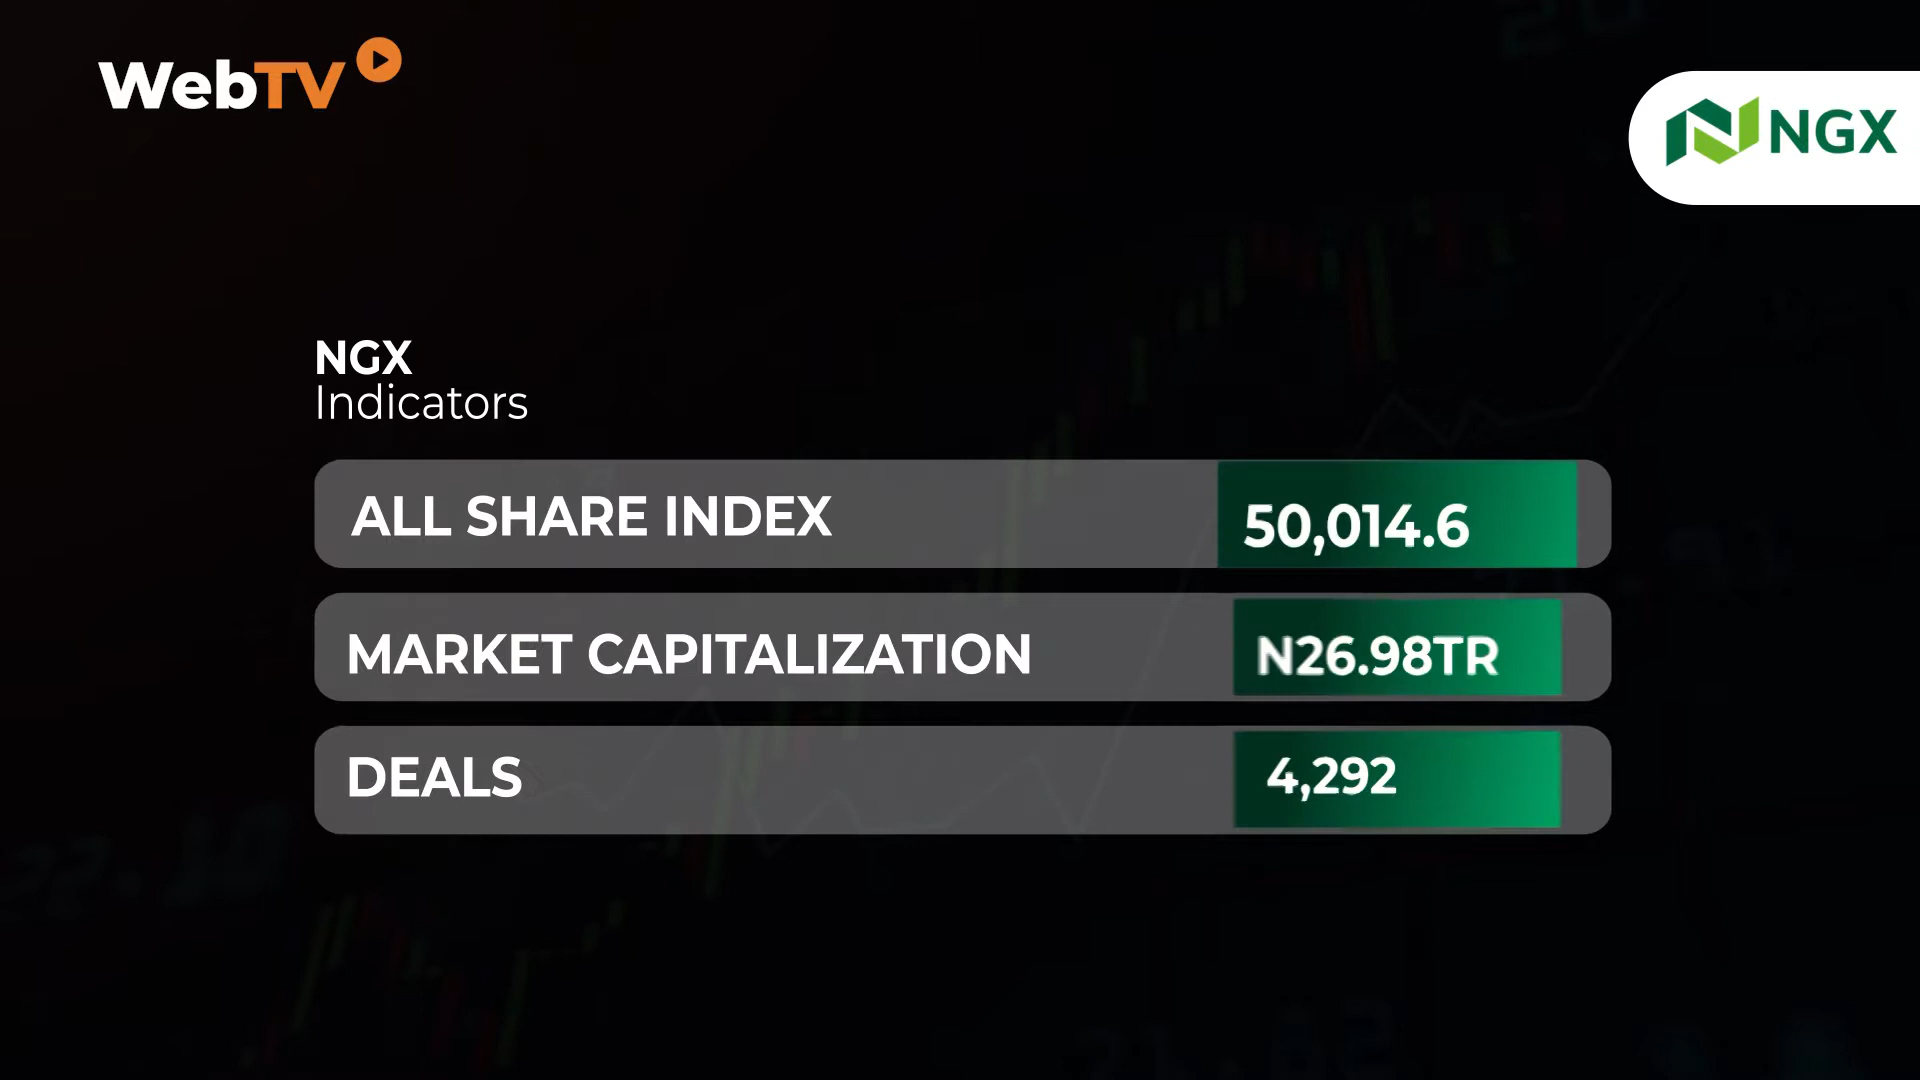 WebTV
NGX
NGX
Indicators
ALL SHARE INDEX
50,014.6
MARKET CAPITALIZATION
N26.98TR
DEALS
4,292